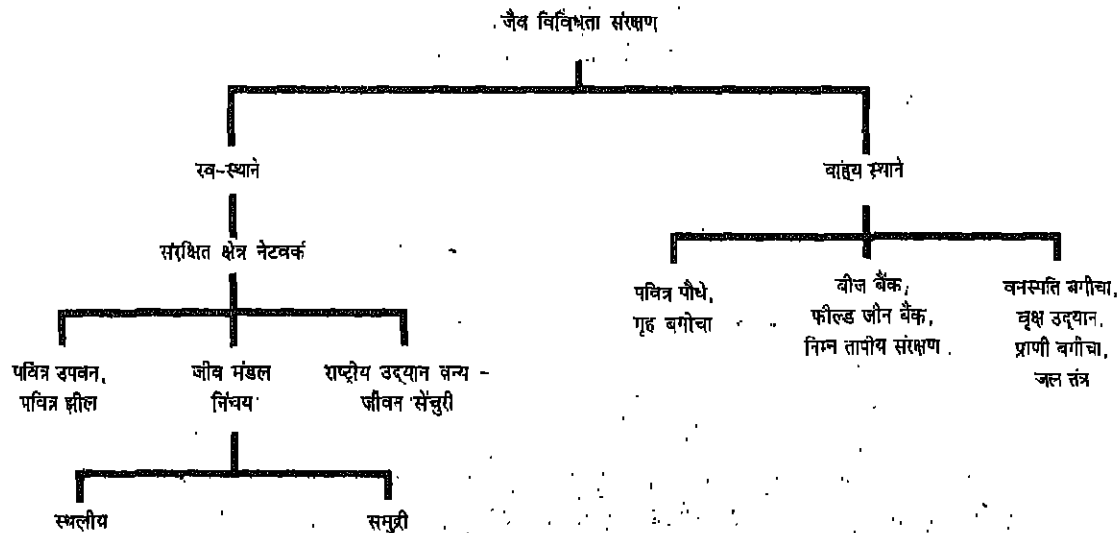 जैव विविधता संरक्षण
स्व-स्थाने
बाह्य स्थाने
संरक्षित क्षेत्र नेटवर्क
पवित्र पौधे,
गृह बगीचा
बीज बैंक,
फील्ड जीन बैंक,
निम्न तापीय संरक्षण
वनस्पति बगीचा,
वृक्ष उद्यान,
प्राणी बगीचा,
जल तंत्र
पवित्र उपवन,
पवित्र झील
जीव मंडल
निचय
राष्ट्रीय उद्यान वन्य -
जीवन सेंचुरी
स्थलीय
समुद्री